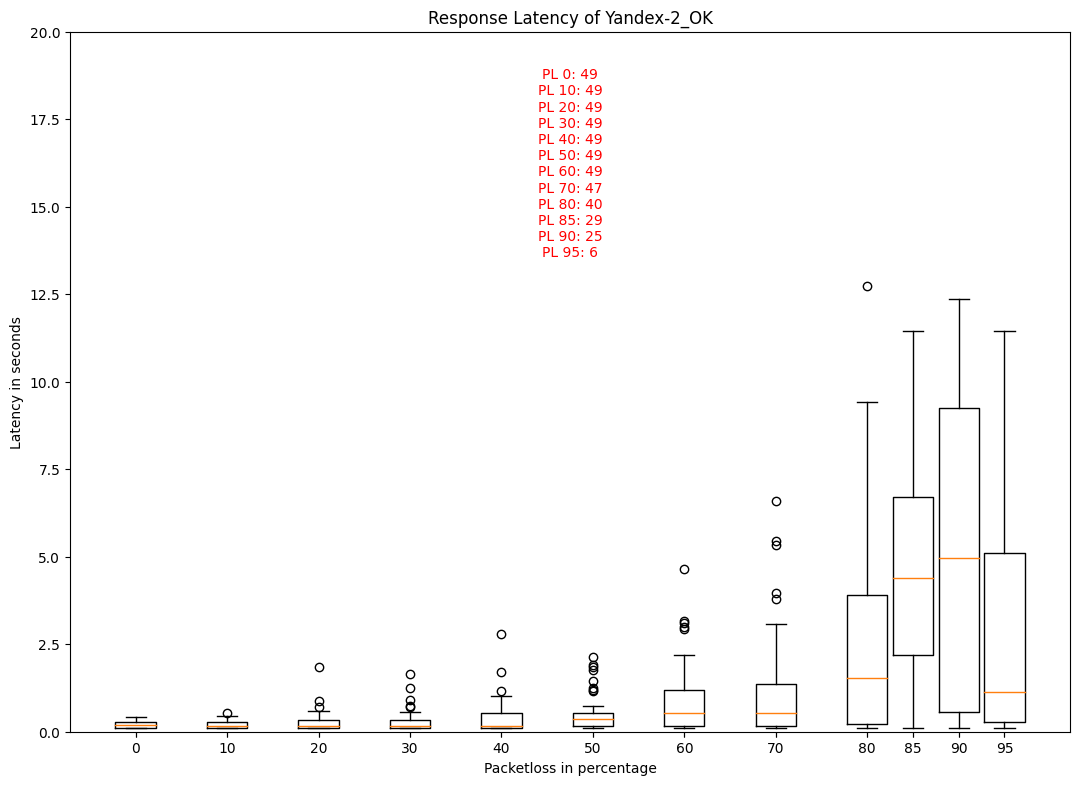 Response Latency of Yandex-2_OK
20.0
17.5
15.0
12.5
10.0
7.5
5.0
2.5
0.0
Latency in seconds
PL 0: 49
PL 10: 49
PL 20: 49
PL 30: 49
PL 40: 49
PL 50: 49
PL 60: 49
PL 70: 47
PL 80: 40
PL 85: 29
PL 90: 25
PL 95: 6
0 10 20 30 40 50 60 70 80 85 90 95
Packetloss in percentage